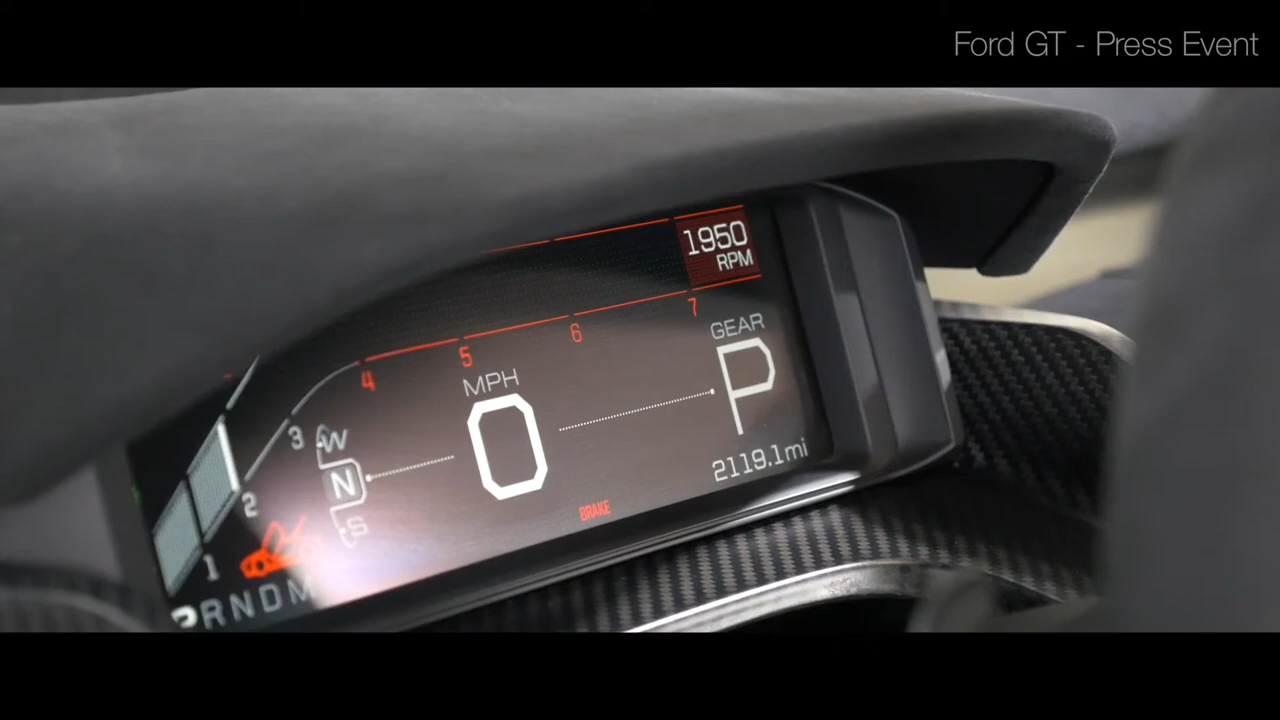 Ford GT - Press Event
1950
RPM
7
6
5
4
3
2
1
GEAR
P
MPH
0
W
N
S
2119.1mi
BRAKE
P R N D M